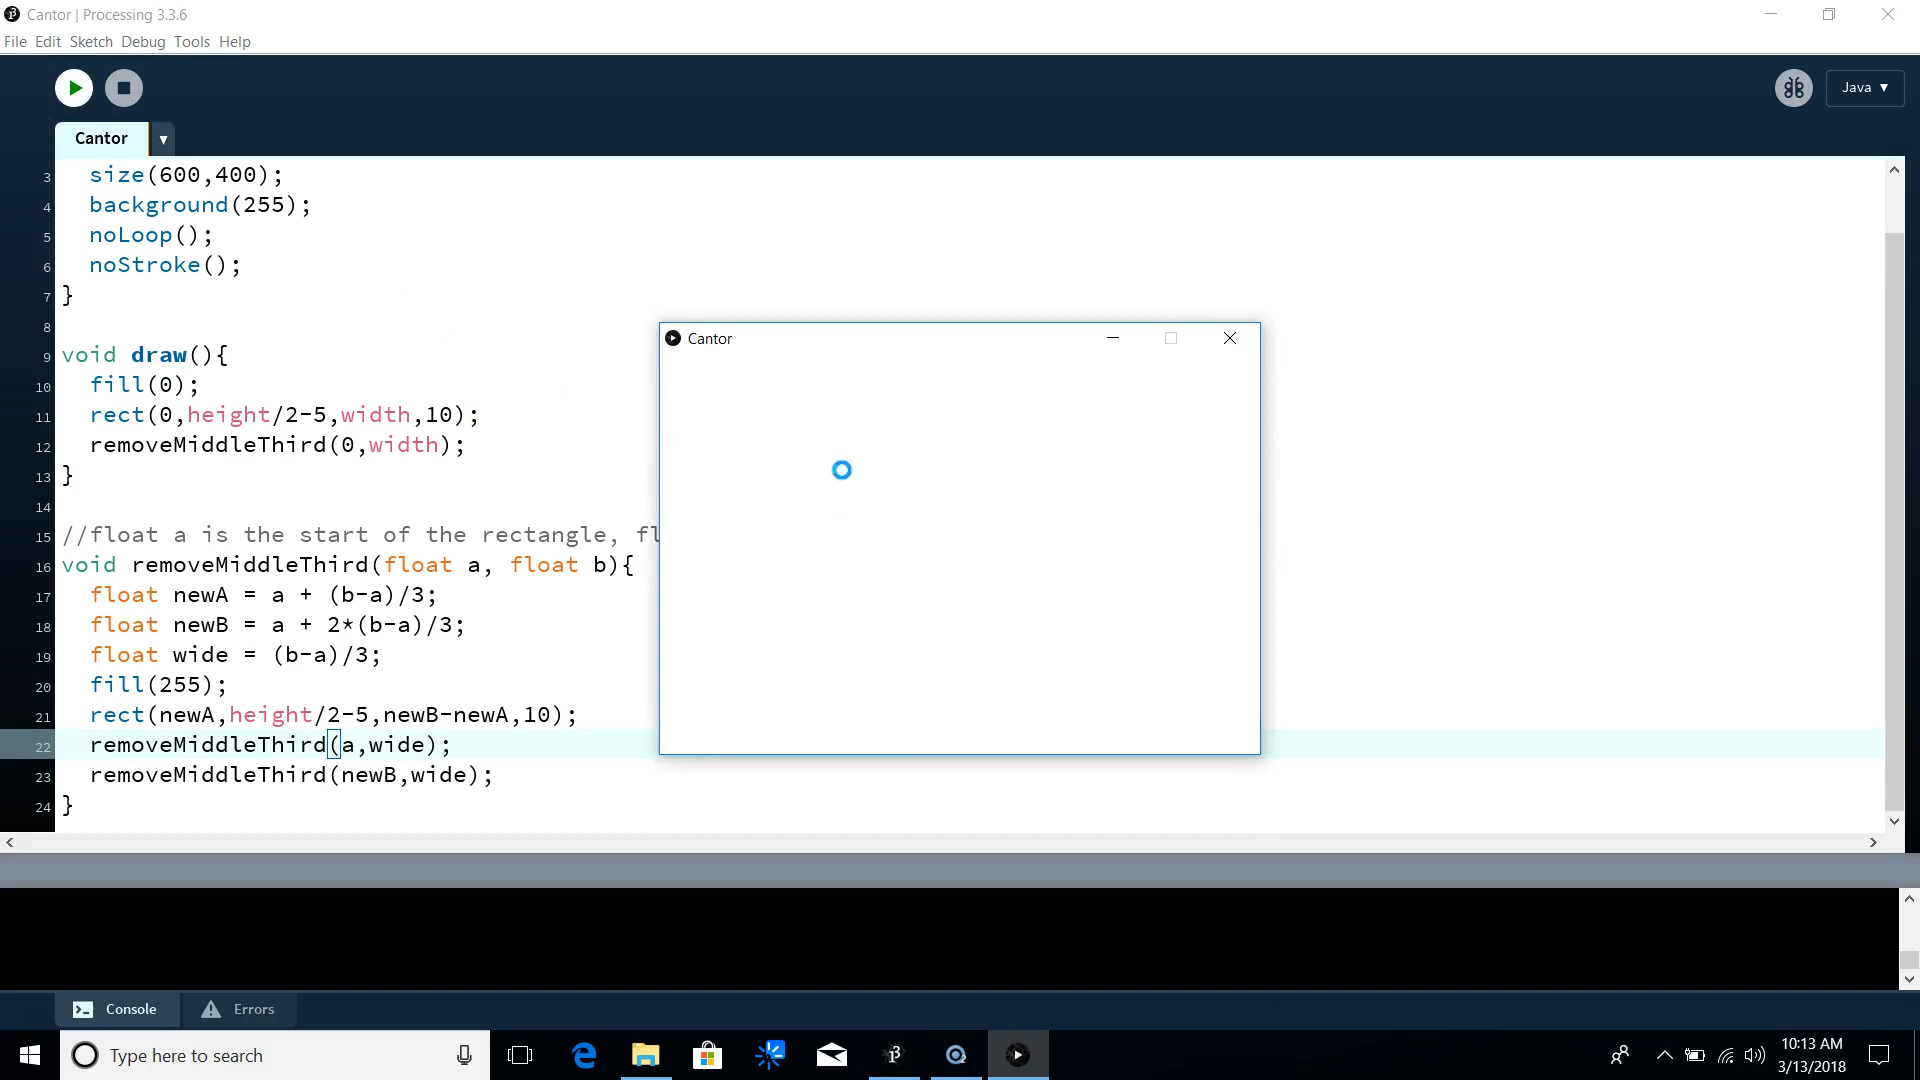 Cantor | Processing 3.3.6
File Edit Sketch Debug Tools Help
Java ▼
Cantor ▼
3 size(600,400);
4 background(255);
5 noLoop();
6 noStroke();
7 }
8
9 void draw(){
10 fill(0);
11 rect(0,height/2-5,width,10);
12 removeMiddleThird(0,width);
13 }
14
15 //float a is the start of the rectangle, fl
16 void removeMiddleThird(float a, float b){
17 float newA = a + (b-a)/3;
18 float newB = a + 2*(b-a)/3;
19 float wide = (b-a)/3;
20 fill(255);
21 rect(newA,height/2-5,newB-newA,10);
22 removeMiddleThird(a,wide);
23 removeMiddleThird(newB,wide);
24 }
Cantor
Console Errors
Type here to search
10:13 AM
3/13/2018